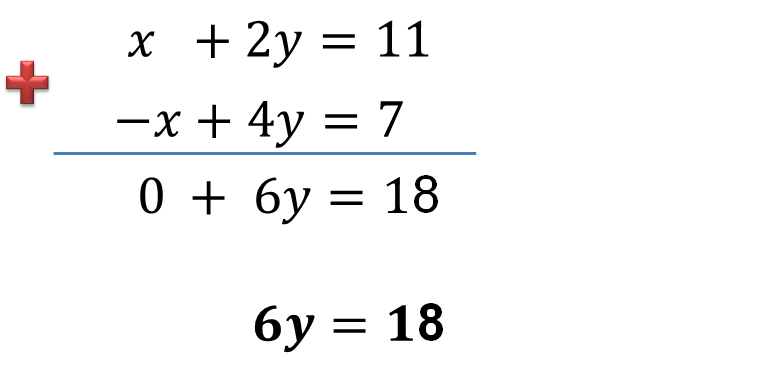 x + 2y = 11
−x + 4y = 7
0 + 6y = 18
6y = 18